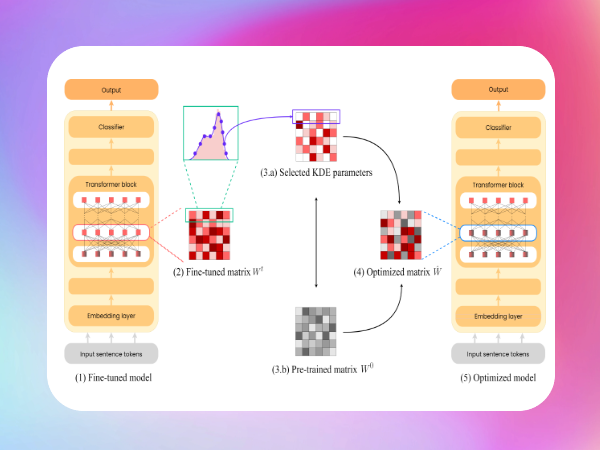 Output
Classifier
Transformer block
Embedding layer
Input sentence tokens
(1) Fine-tuned model
(2) Fine-tuned matrix Wᵗ
(3.a) Selected KDE parameters
(3.b) Pre-trained matrix W⁰
(4) Optimized matrix Ẇ
Output
Classifier
Transformer block
Embedding layer
Input sentence tokens
(5) Optimized model